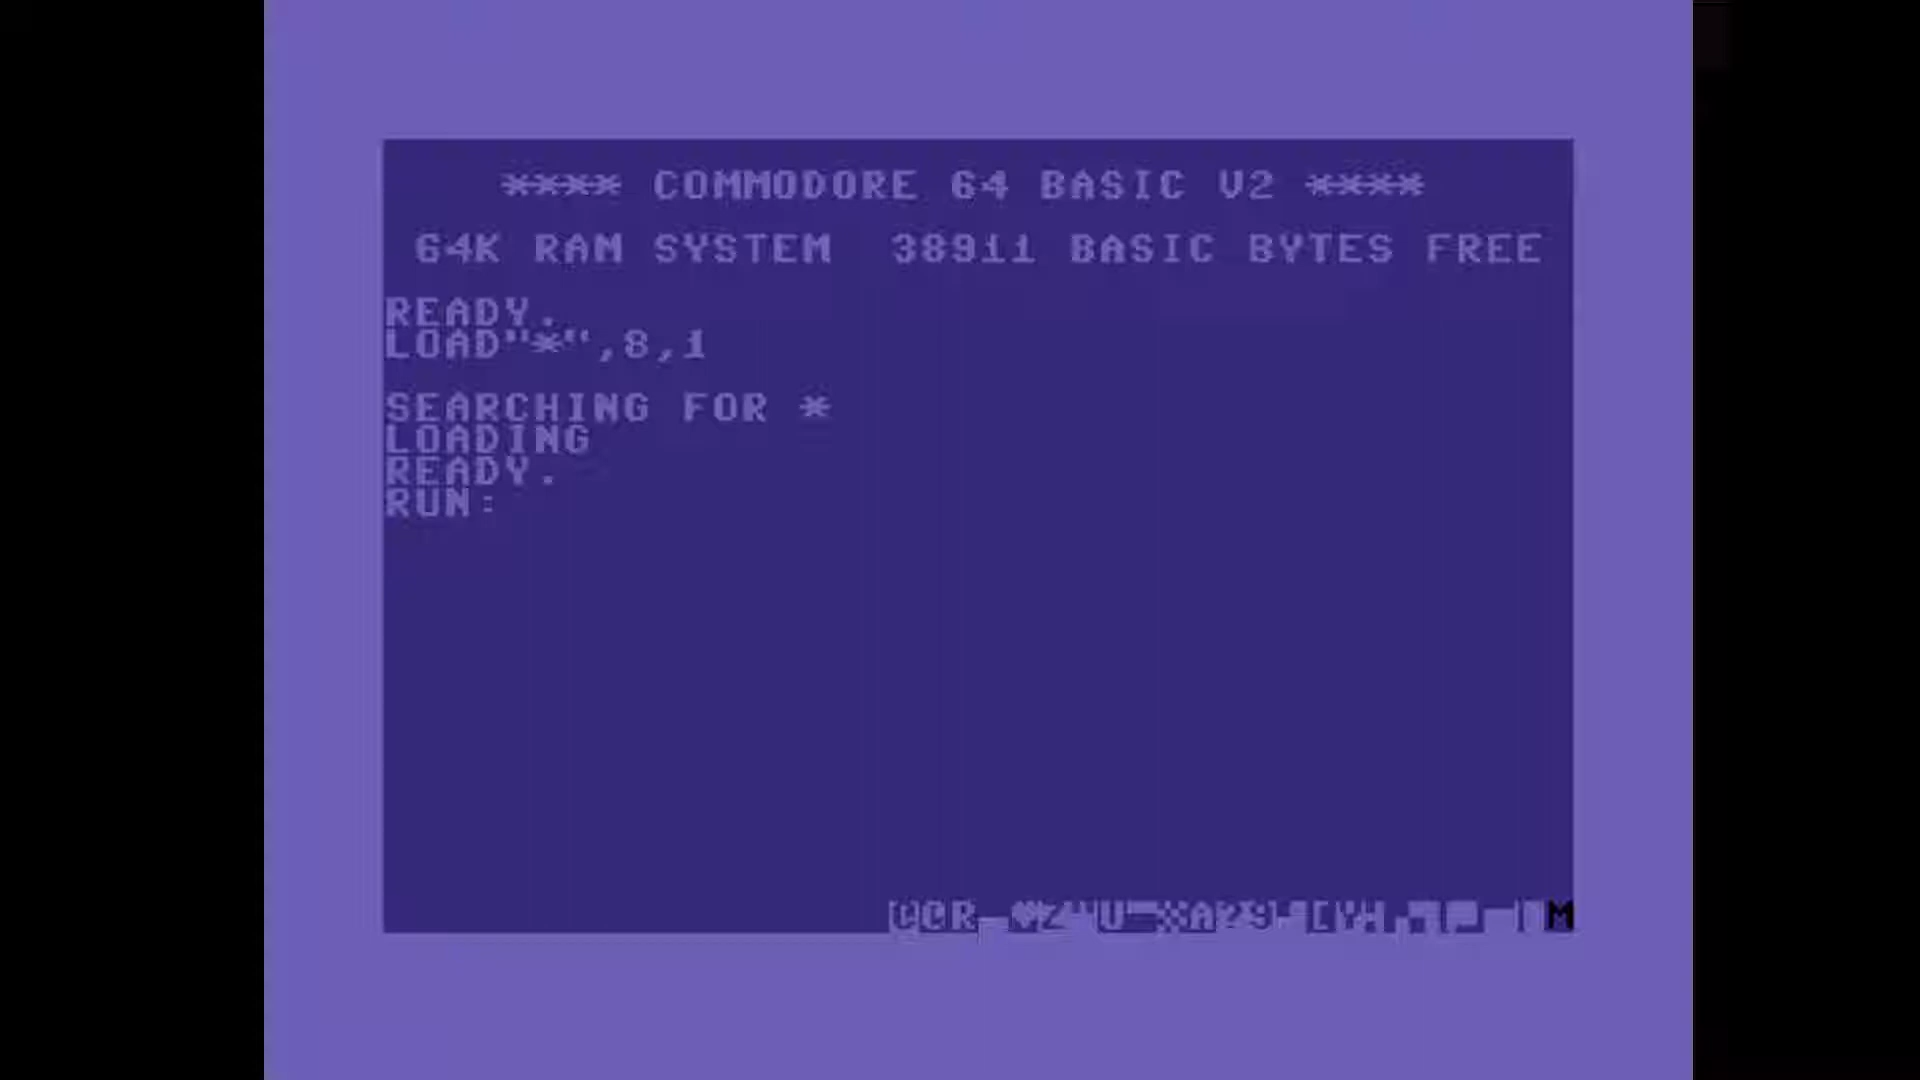 **** COMMODORE 64 BASIC V2 ****
64K RAM SYSTEM  38911 BASIC BYTES FREE
READY.
LOAD"*",8,1
SEARCHING FOR *
LOADING
READY.
RUN: